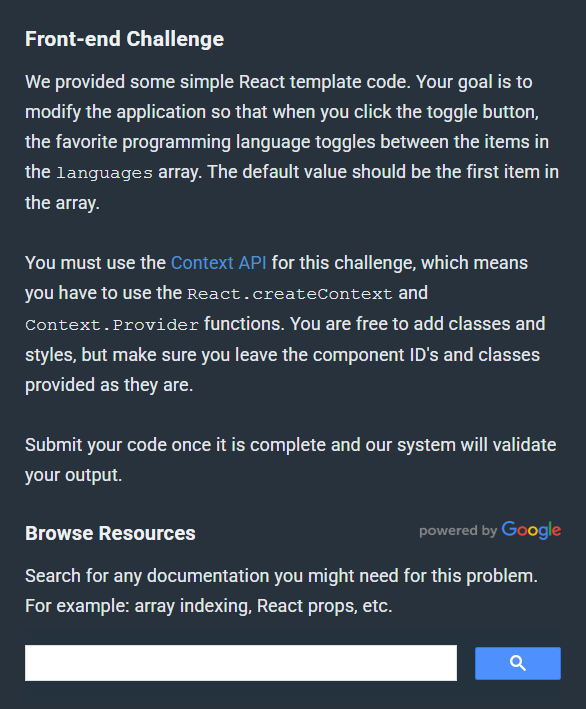 Front-end Challenge
We provided some simple React template code. Your goal is to
modify the application so that when you click the toggle button,
the favorite programming language toggles between the items in
the languages array. The default value should be the first item in
the array.
You must use the Context API for this challenge, which means
you have to use the React.createContext and
Context.Provider functions. You are free to add classes and
styles, but make sure you leave the component ID's and classes
provided as they are.
Submit your code once it is complete and our system will validate
your output.
Browse Resources
powered by Google
Search for any documentation you might need for this problem.
For example: array indexing, React props, etc.